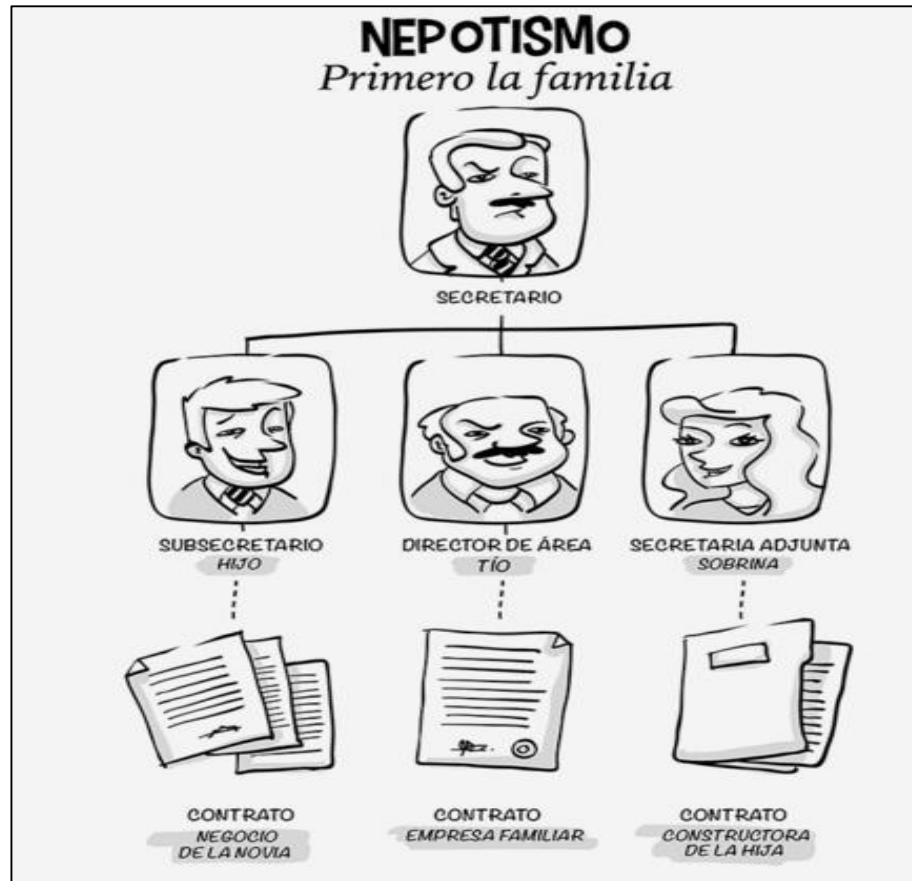 NEPOTISMO
Primero la familia
SECRETARIO
SUBSECRETARIO
HIJO
DIRECTOR DE ÁREA
TÍO
SECRETARIA ADJUNTA
SOBRINA
CONTRATO
NEGOCIO
DE LA NOVIA
CONTRATO
EMPRESA FAMILIAR
CONTRATO
CONSTRUCTORA
DE LA HIJA